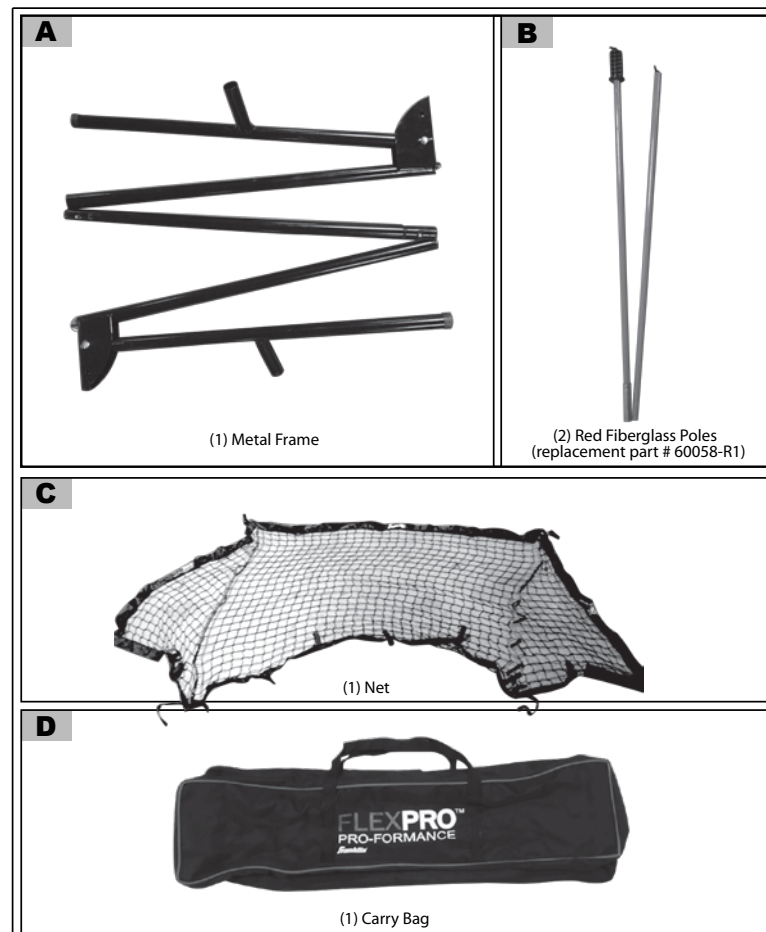 A
(1) Metal Frame
B
(2) Red Fiberglass Poles
(replacement part # 60058-R1)
C
(1) Net
D
FLEXPRO™
PRO-FORMANCE
Franklin
(1) Carry Bag